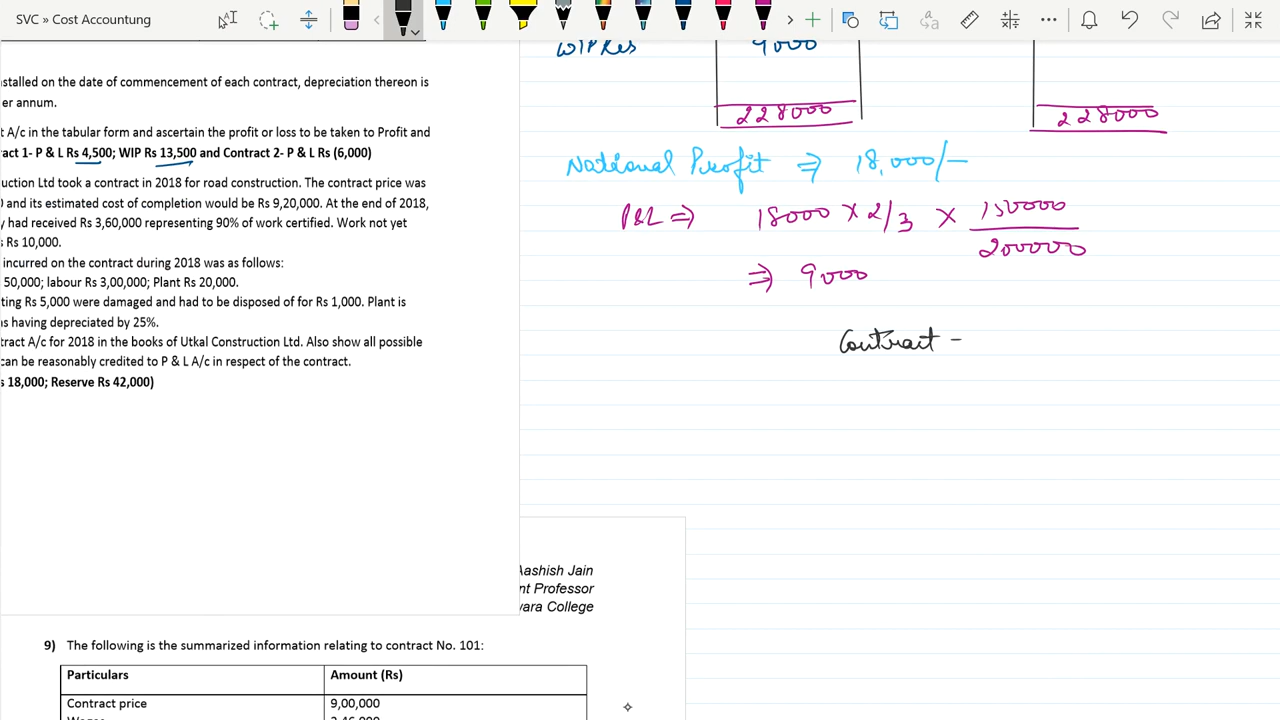 SVC > Cost Accountung
stalled on the date of commencement of each contract, depreciation thereon is
er annum.
t A/c in the tabular form and ascertain the profit or loss to be taken to Profit and
act 1- P & L Rs 4,500; WIP Rs 13,500 and Contract 2- P & L Rs (6,000)
uction Ltd took a contract in 2018 for road construction. The contract price was
0 and its estimated cost of completion would be Rs 9,20,000. At the end of 2018,
y had received Rs 3,60,000 representing 90% of work certified. Work not yet
s Rs 10,000.
incurred on the contract during 2018 was as follows:
50,000; labour Rs 3,00,000; Plant Rs 20,000.
ting Rs 5,000 were damaged and had to be disposed of for Rs 1,000. Plant is
s having depreciated by 25%.
tract A/c for 2018 in the books of Utkal Construction Ltd. Also show all possible
can be reasonably credited to P & L A/c in respect of the contract.
s 18,000; Reserve Rs 42,000)
WIP Res 9000
228000 228000
National Profit ⇒ 18,000/-
P&L ⇒ 18000 × 2/3 × 150000
200000
⇒ 9000
Contract -
Aashish Jain
nt Professor
vara College
9) The following is the summarized information relating to contract No. 101:
Particulars Amount (Rs)
Contract price 9,00,000